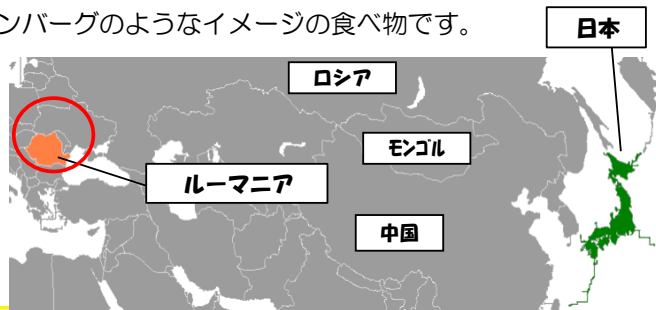 ンバーグのようなイメージの食べ物です。
日本
ロシア
モンゴル
ルーマニア
中国